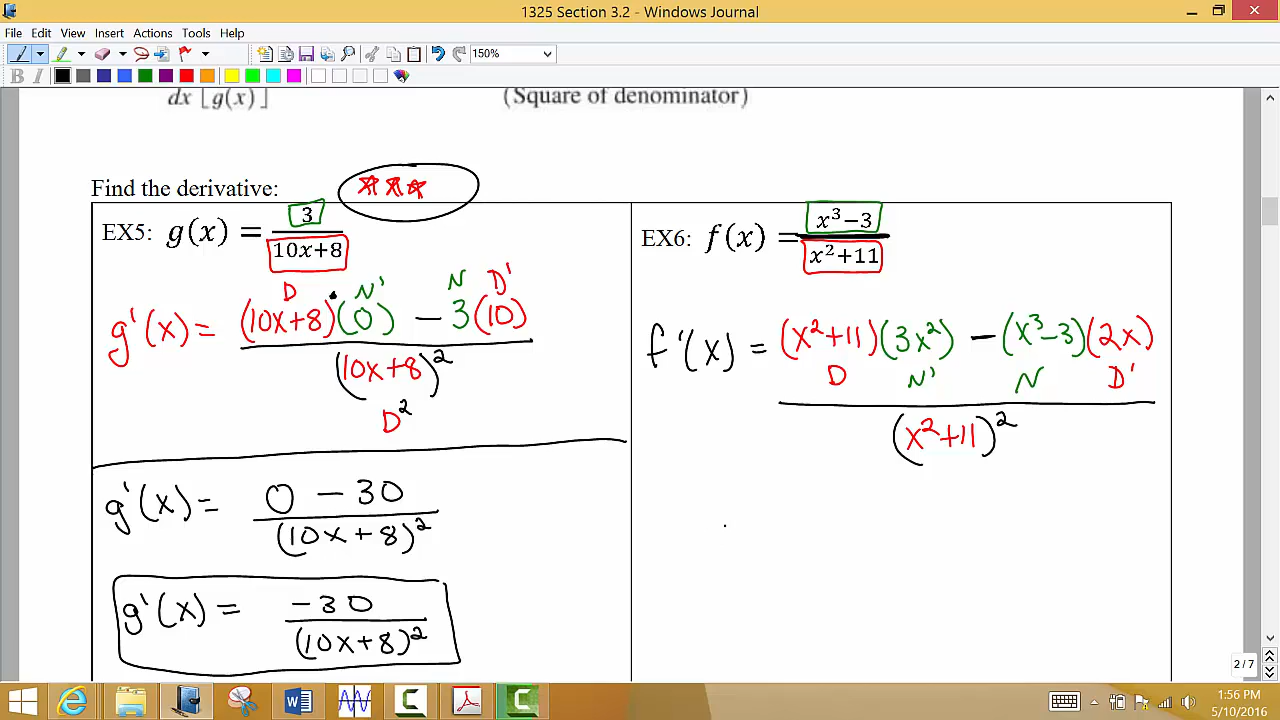 1325 Section 3.2 - Windows Journal
File Edit View Insert Actions Tools Help
150%
B I
dx ⌊g(x)⌋ (Square of denominator)
Find the derivative: ☆☆☆
EX5: g(x) = 3/(10x+8)
D N' N D'
g'(x) = ((10x+8)·(0) − 3(10))/(10x+8)²
D²
g'(x) = (0 − 30)/(10x+8)²
g'(x) = −30/(10x+8)²
EX6: f(x) = (x³−3)/(x²+11)
f'(x) = ((x²+11)(3x²) − (x³−3)(2x))/(x²+11)²
D N' N D'
2 / 7
1:56 PM
5/10/2016